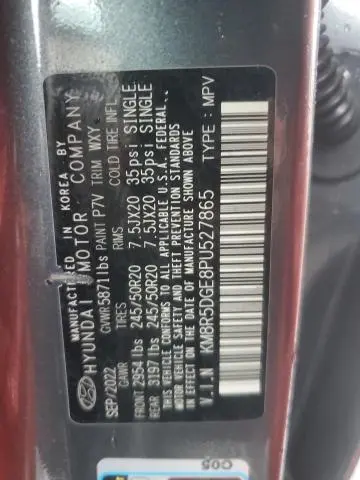 MANUFACTURED IN KOREA BY
HYUNDAI MOTOR COMPANY
GVWR 5871 lbs PAINT P7V TRIM WXY
SEP/2022 GAWR TIRES RIMS COLD TIRE INFL.
FRONT 2954 lbs 245/50R20 7.5JX20 35psi SINGLE
REAR 3197 lbs 245/50R20 7.5JX20 35psi SINGLE
THIS VEHICLE CONFORMS TO ALL APPLICABLE U.S.A. FEDERAL
MOTOR VEHICLE SAFETY AND THEFT PREVENTION STANDARDS
IN EFFECT ON THE DATE OF MANUFACTURE SHOWN ABOVE
V.I.N KM8R5DGE8PU527865 TYPE: MPV
C05